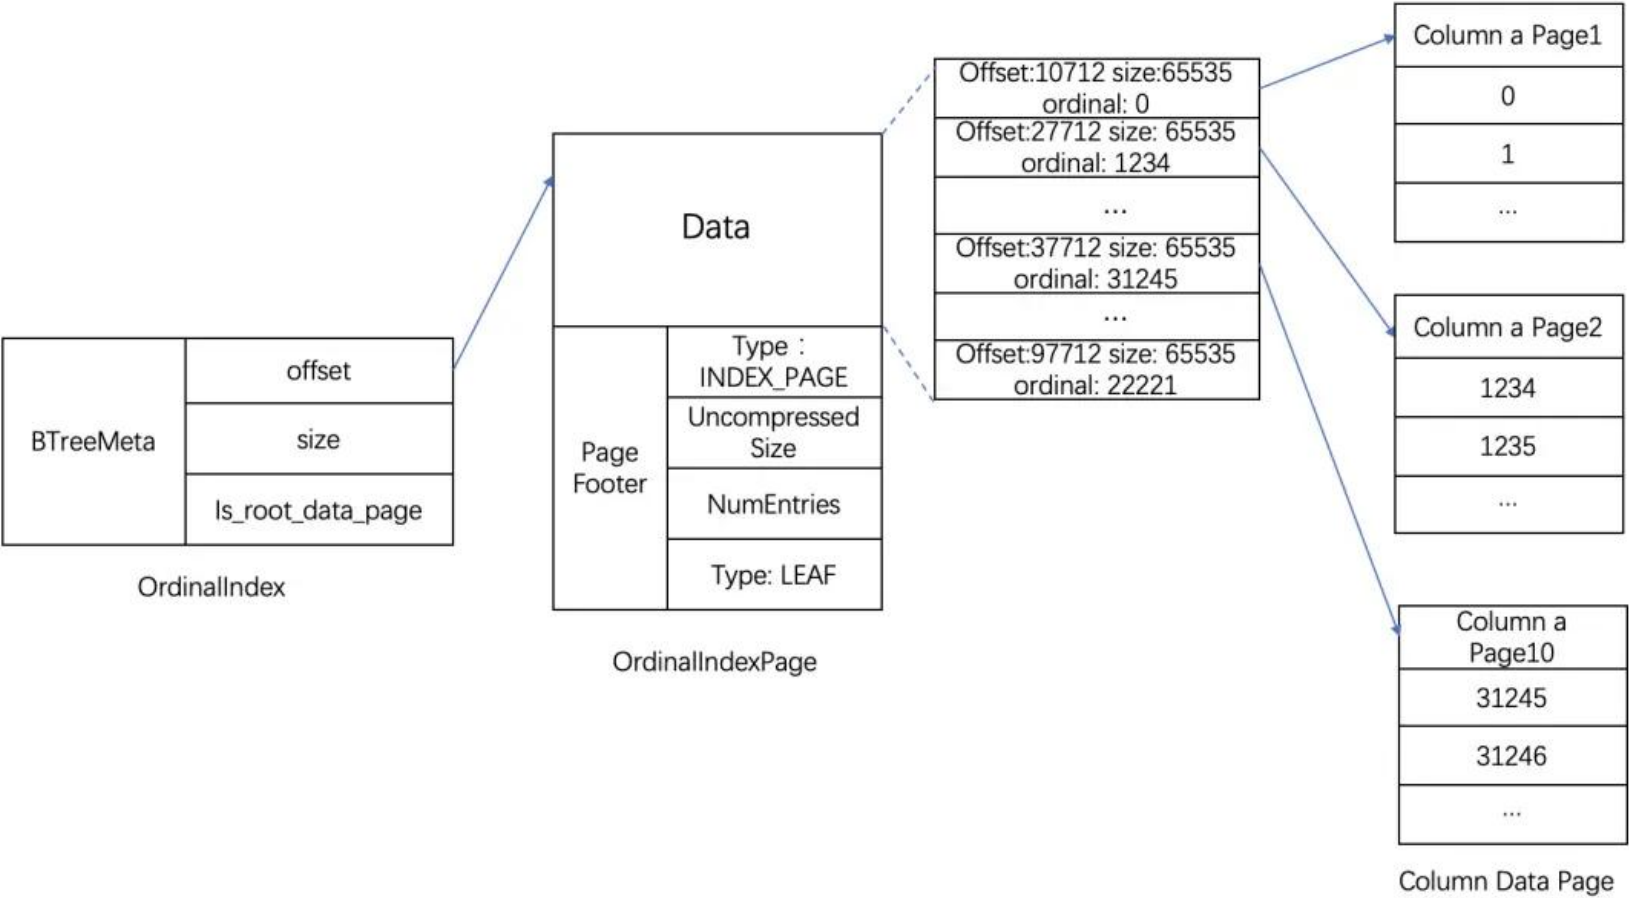 BTreeMeta
offset
size
Is_root_data_page
OrdinalIndex
Data
Page
Footer
Type：
INDEX_PAGE
Uncompressed
Size
NumEntries
Type: LEAF
OrdinalIndexPage
Offset:10712 size:65535
ordinal: 0
Offset:27712 size: 65535
ordinal: 1234
...
Offset:37712 size: 65535
ordinal: 31245
...
Offset:97712 size: 65535
ordinal: 22221
Column a Page1
0
1
...
Column a Page2
1234
1235
...
Column a
Page10
31245
31246
...
Column Data Page